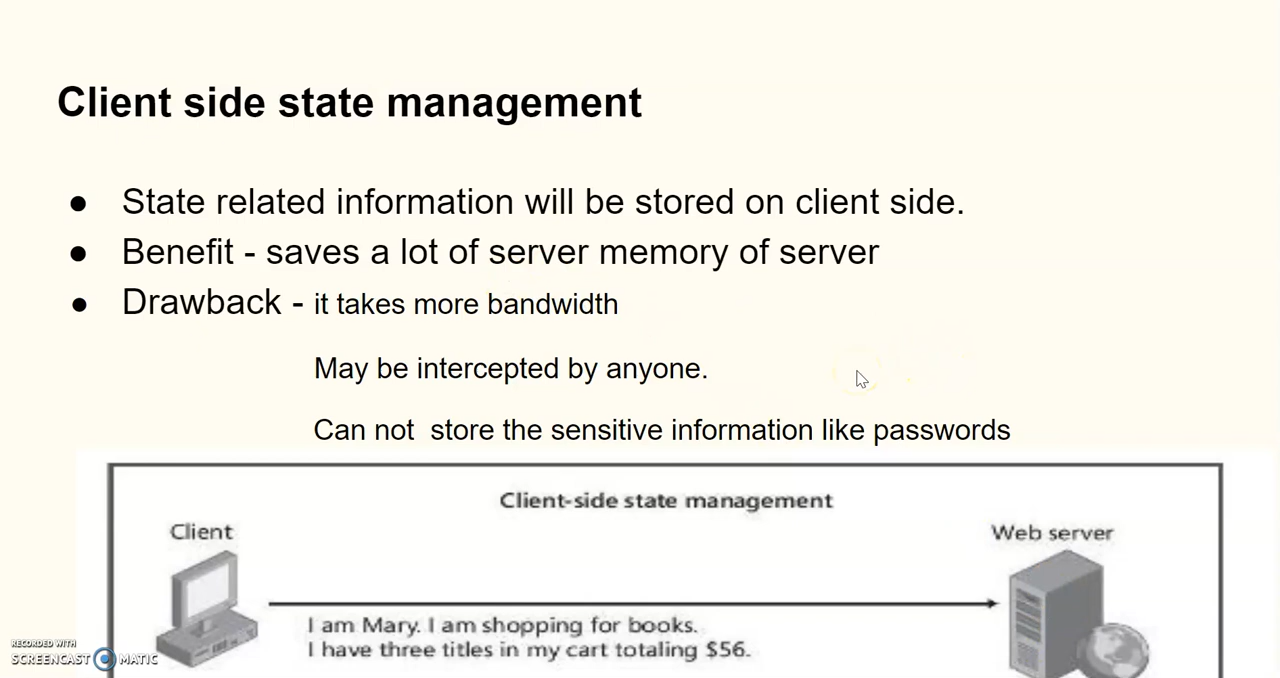 Client side state management
● State related information will be stored on client side.
● Benefit - saves a lot of server memory of server
● Drawback - it takes more bandwidth
May be intercepted by anyone.
Can not  store the sensitive information like passwords
Client-side state management
Client
Web server
I am Mary. I am shopping for books.
I have three titles in my cart totaling $56.
RECORDED WITH
SCREENCAST MATIC